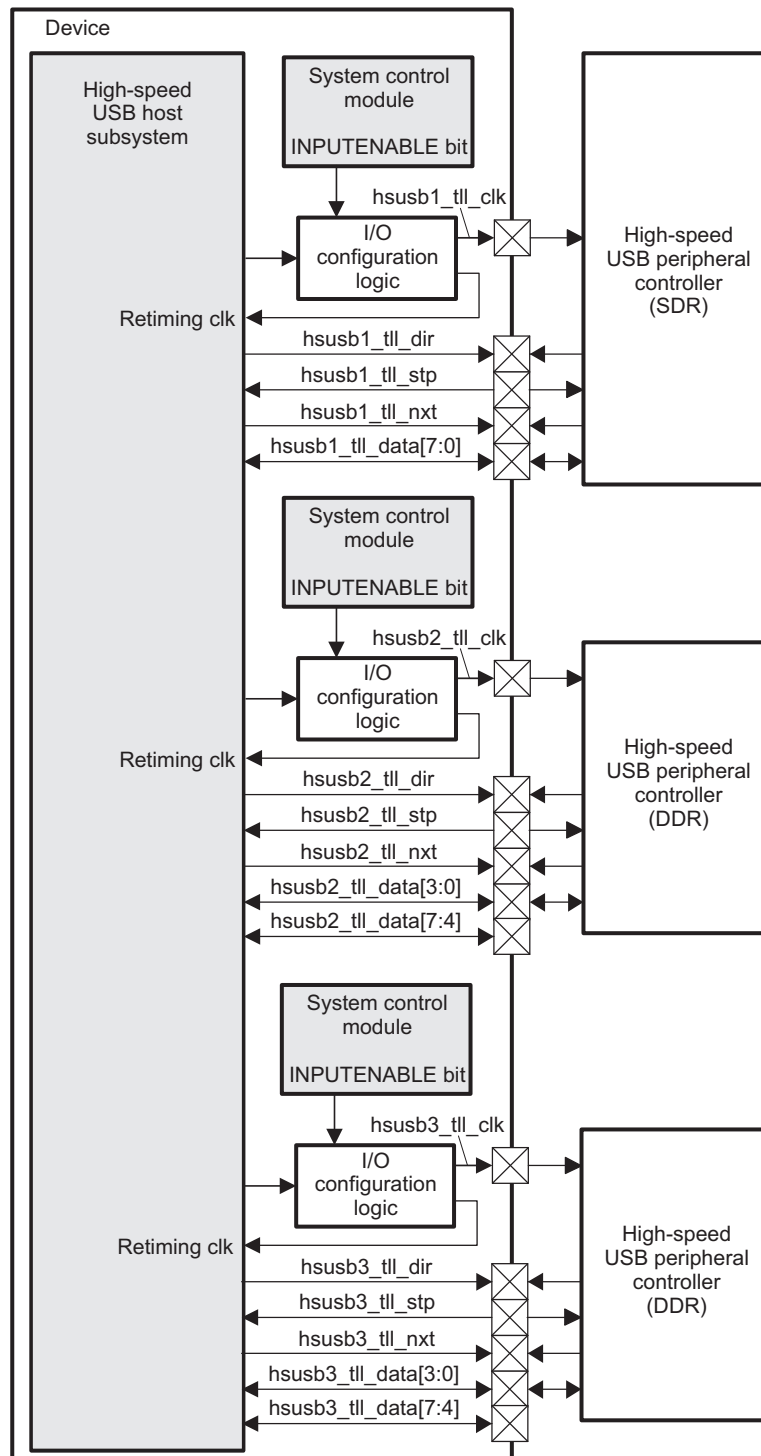 Device
High-speed
USB host
subsystem
System control
module
INPUTENABLE bit
hsusb1_tll_clk
I/O
configuration
logic
Retiming clk
hsusb1_tll_dir
hsusb1_tll_stp
hsusb1_tll_nxt
hsusb1_tll_data[7:0]
High-speed
USB peripheral
controller
(SDR)
System control
module
INPUTENABLE bit
hsusb2_tll_clk
I/O
configuration
logic
Retiming clk
hsusb2_tll_dir
hsusb2_tll_stp
hsusb2_tll_nxt
hsusb2_tll_data[3:0]
hsusb2_tll_data[7:4]
High-speed
USB peripheral
controller
(DDR)
System control
module
INPUTENABLE bit
hsusb3_tll_clk
I/O
configuration
logic
Retiming clk
hsusb3_tll_dir
hsusb3_tll_stp
hsusb3_tll_nxt
hsusb3_tll_data[3:0]
hsusb3_tll_data[7:4]
High-speed
USB peripheral
controller
(DDR)